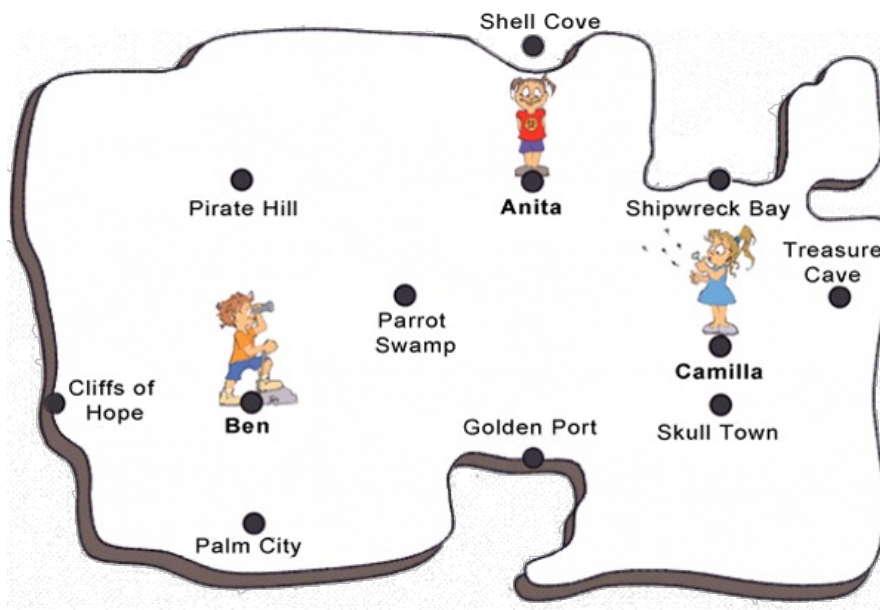 Shell Cove
Pirate Hill
Anita
Shipwreck Bay
Treasure
Cave
Parrot
Swamp
Camilla
Cliffs of
Hope
Ben
Golden Port
Skull Town
Palm City